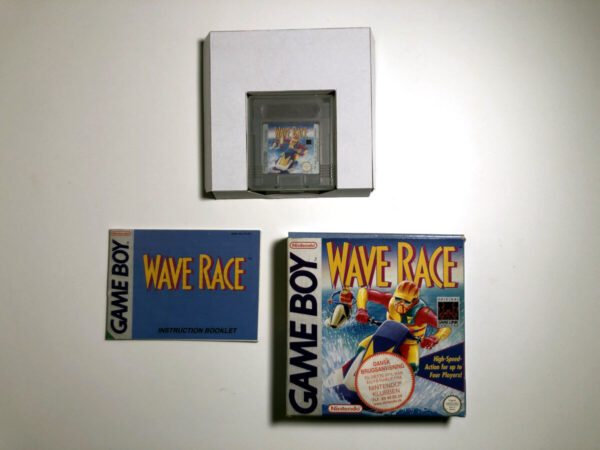 WAVE RACE
Nintendo
GAME BOY
WAVE RACE
INSTRUCTION BOOKLET
Nintendo
GAME BOY
WAVE RACE
High-Speed-
Action for up to
Four Players!
DANSK
BRUGSANVISNING
NINTENDO
KLUBBEN
Nintendo